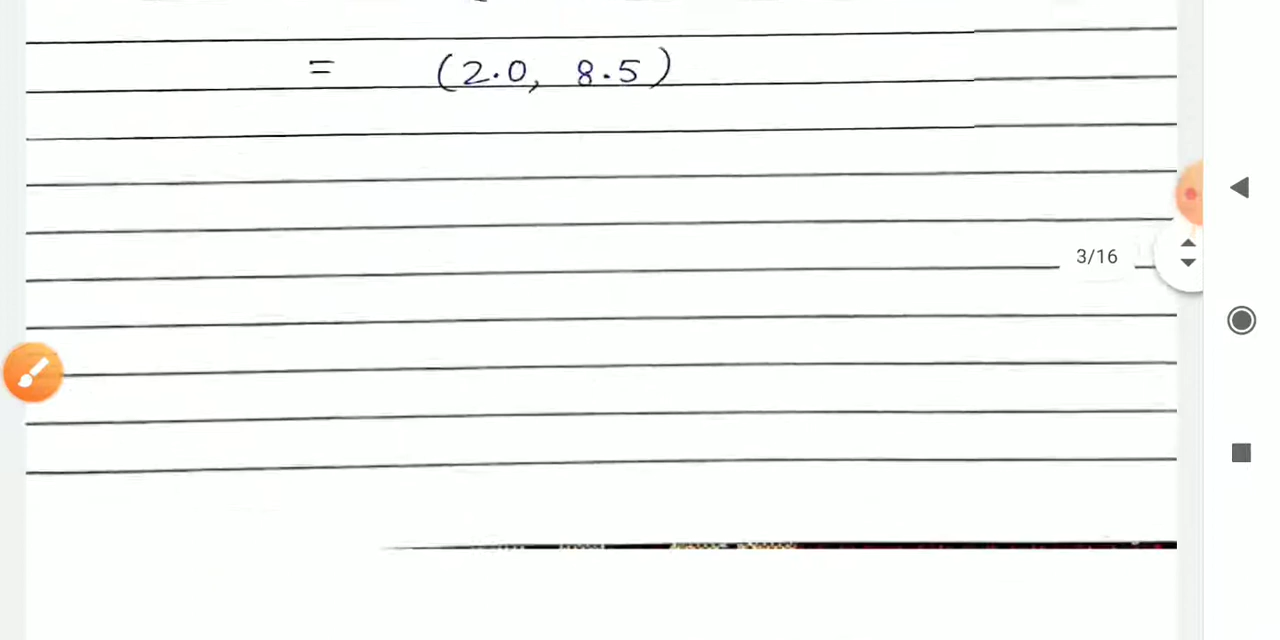 = (2.0, 8.5)
3/16